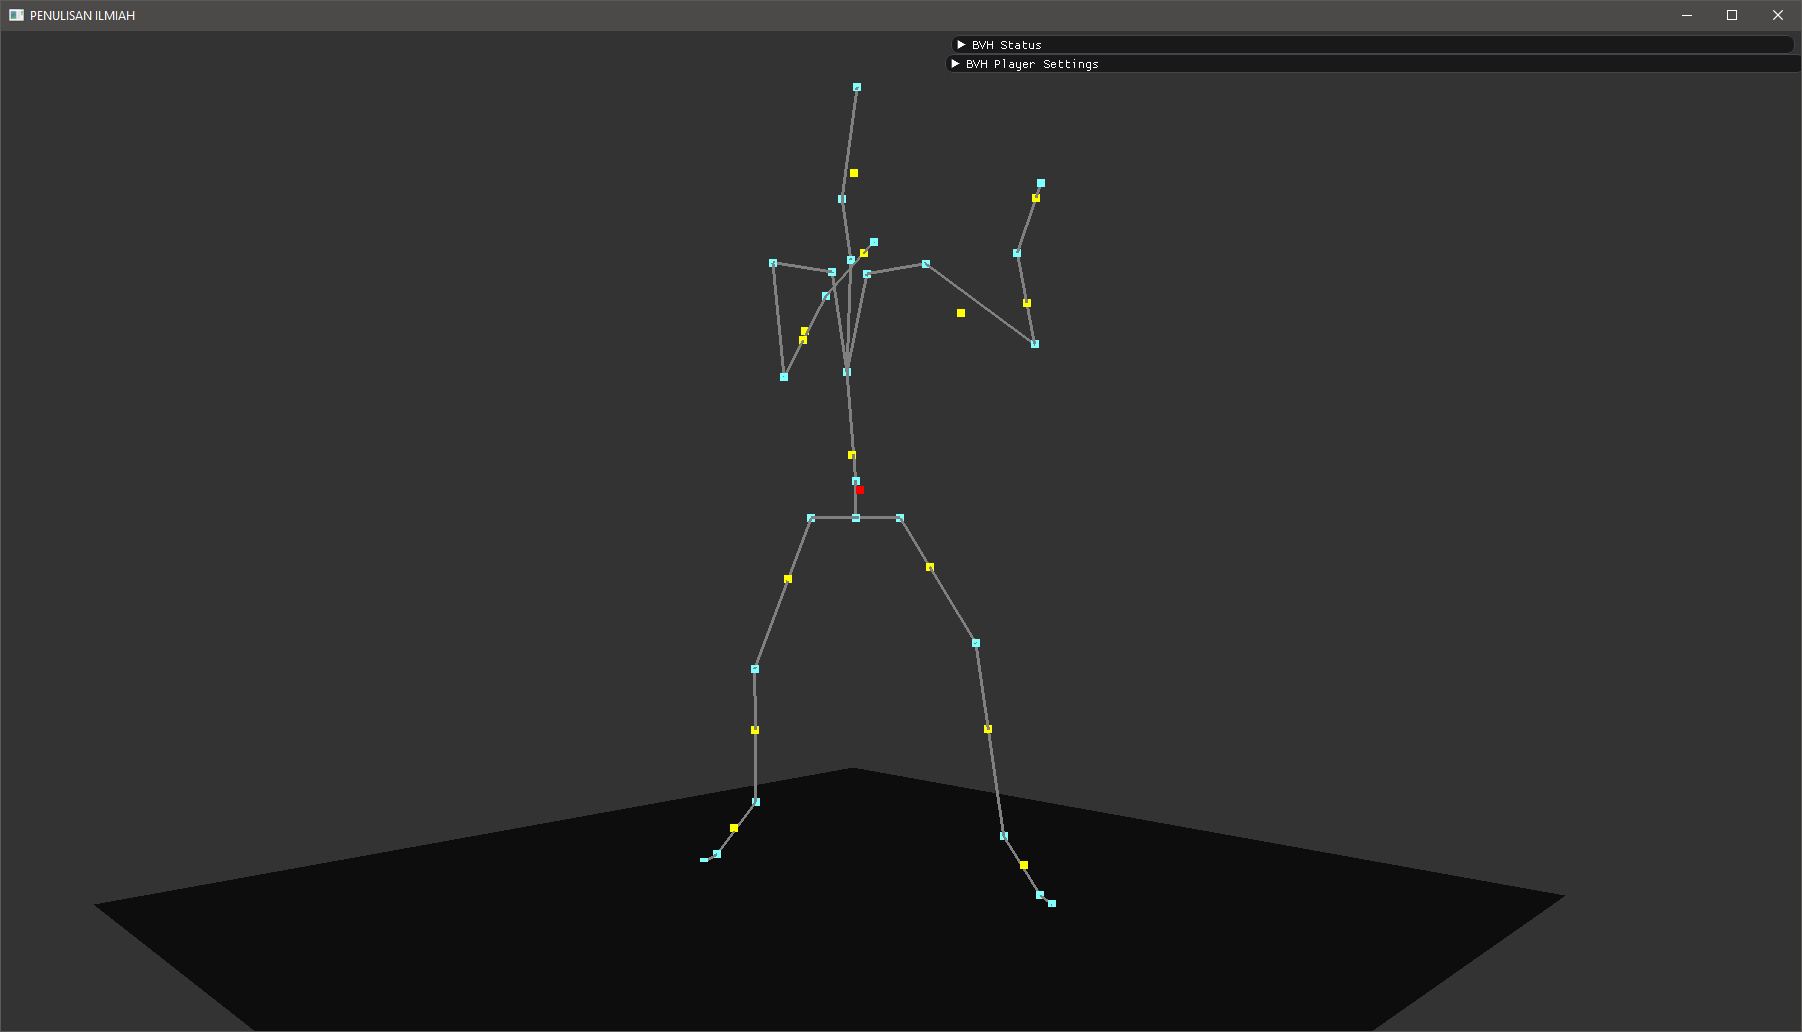 PENULISAN ILMIAH
BVH Status
BVH Player Settings